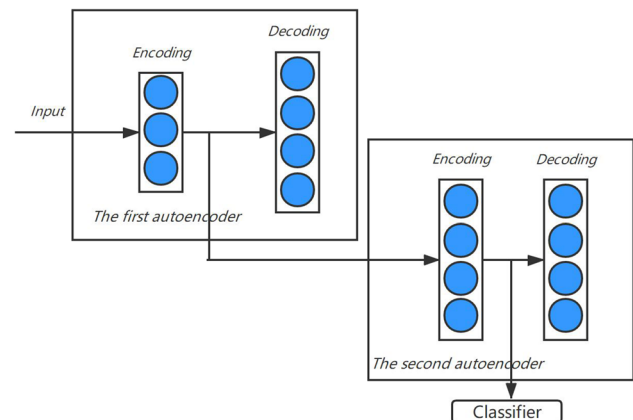 Decoding
Encoding
Input
The first autoencoder
Encoding
Decoding
The second autoencoder
Classifier